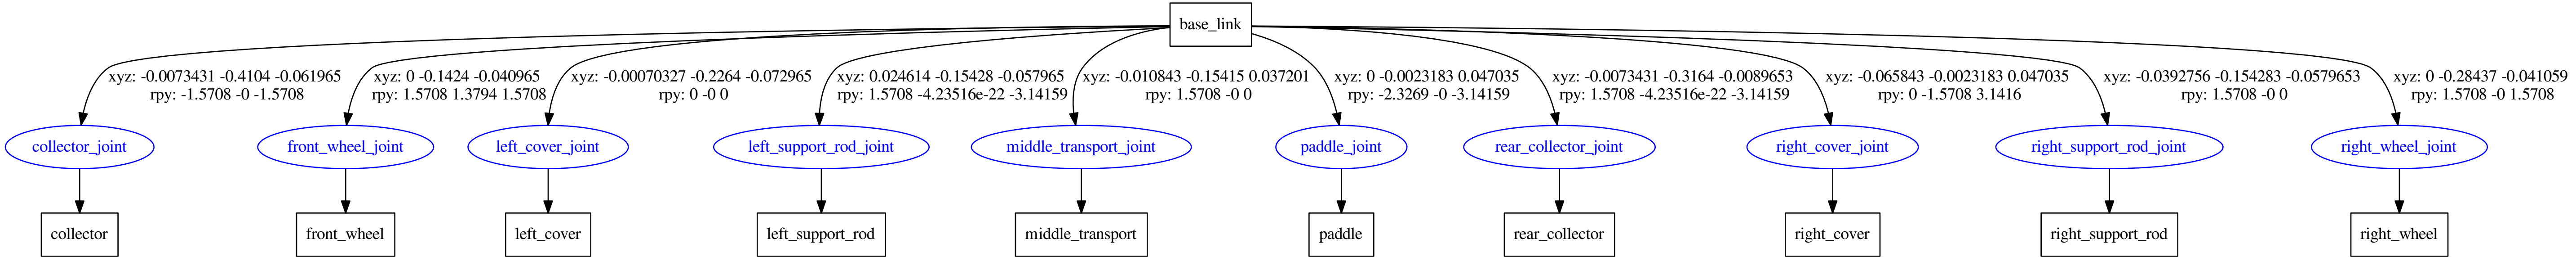 base_link
xyz: -0.0073431 -0.4104 -0.061965
rpy: -1.5708 -0 -1.5708
xyz: 0 -0.1424 -0.040965
rpy: 1.5708 1.3794 1.5708
xyz: -0.00070327 -0.2264 -0.072965
rpy: 0 -0 0
xyz: 0.024614 -0.15428 -0.057965
rpy: 1.5708 -4.23516e-22 -3.14159
xyz: -0.010843 -0.15415 0.037201
rpy: 1.5708 -0 0
xyz: 0 -0.0023183 0.047035
rpy: -2.3269 -0 -3.14159
xyz: -0.0073431 -0.3164 -0.0089653
rpy: 1.5708 -4.23516e-22 -3.14159
xyz: -0.065843 -0.0023183 0.047035
rpy: 0 -1.5708 3.1416
xyz: -0.0392756 -0.154283 -0.0579653
rpy: 1.5708 -0 0
xyz: 0 -0.28437 -0.041059
rpy: 1.5708 -0 1.5708
collector_joint
front_wheel_joint
left_cover_joint
left_support_rod_joint
middle_transport_joint
paddle_joint
rear_collector_joint
right_cover_joint
right_support_rod_joint
right_wheel_joint
collector
front_wheel
left_cover
left_support_rod
middle_transport
paddle
rear_collector
right_cover
right_support_rod
right_wheel